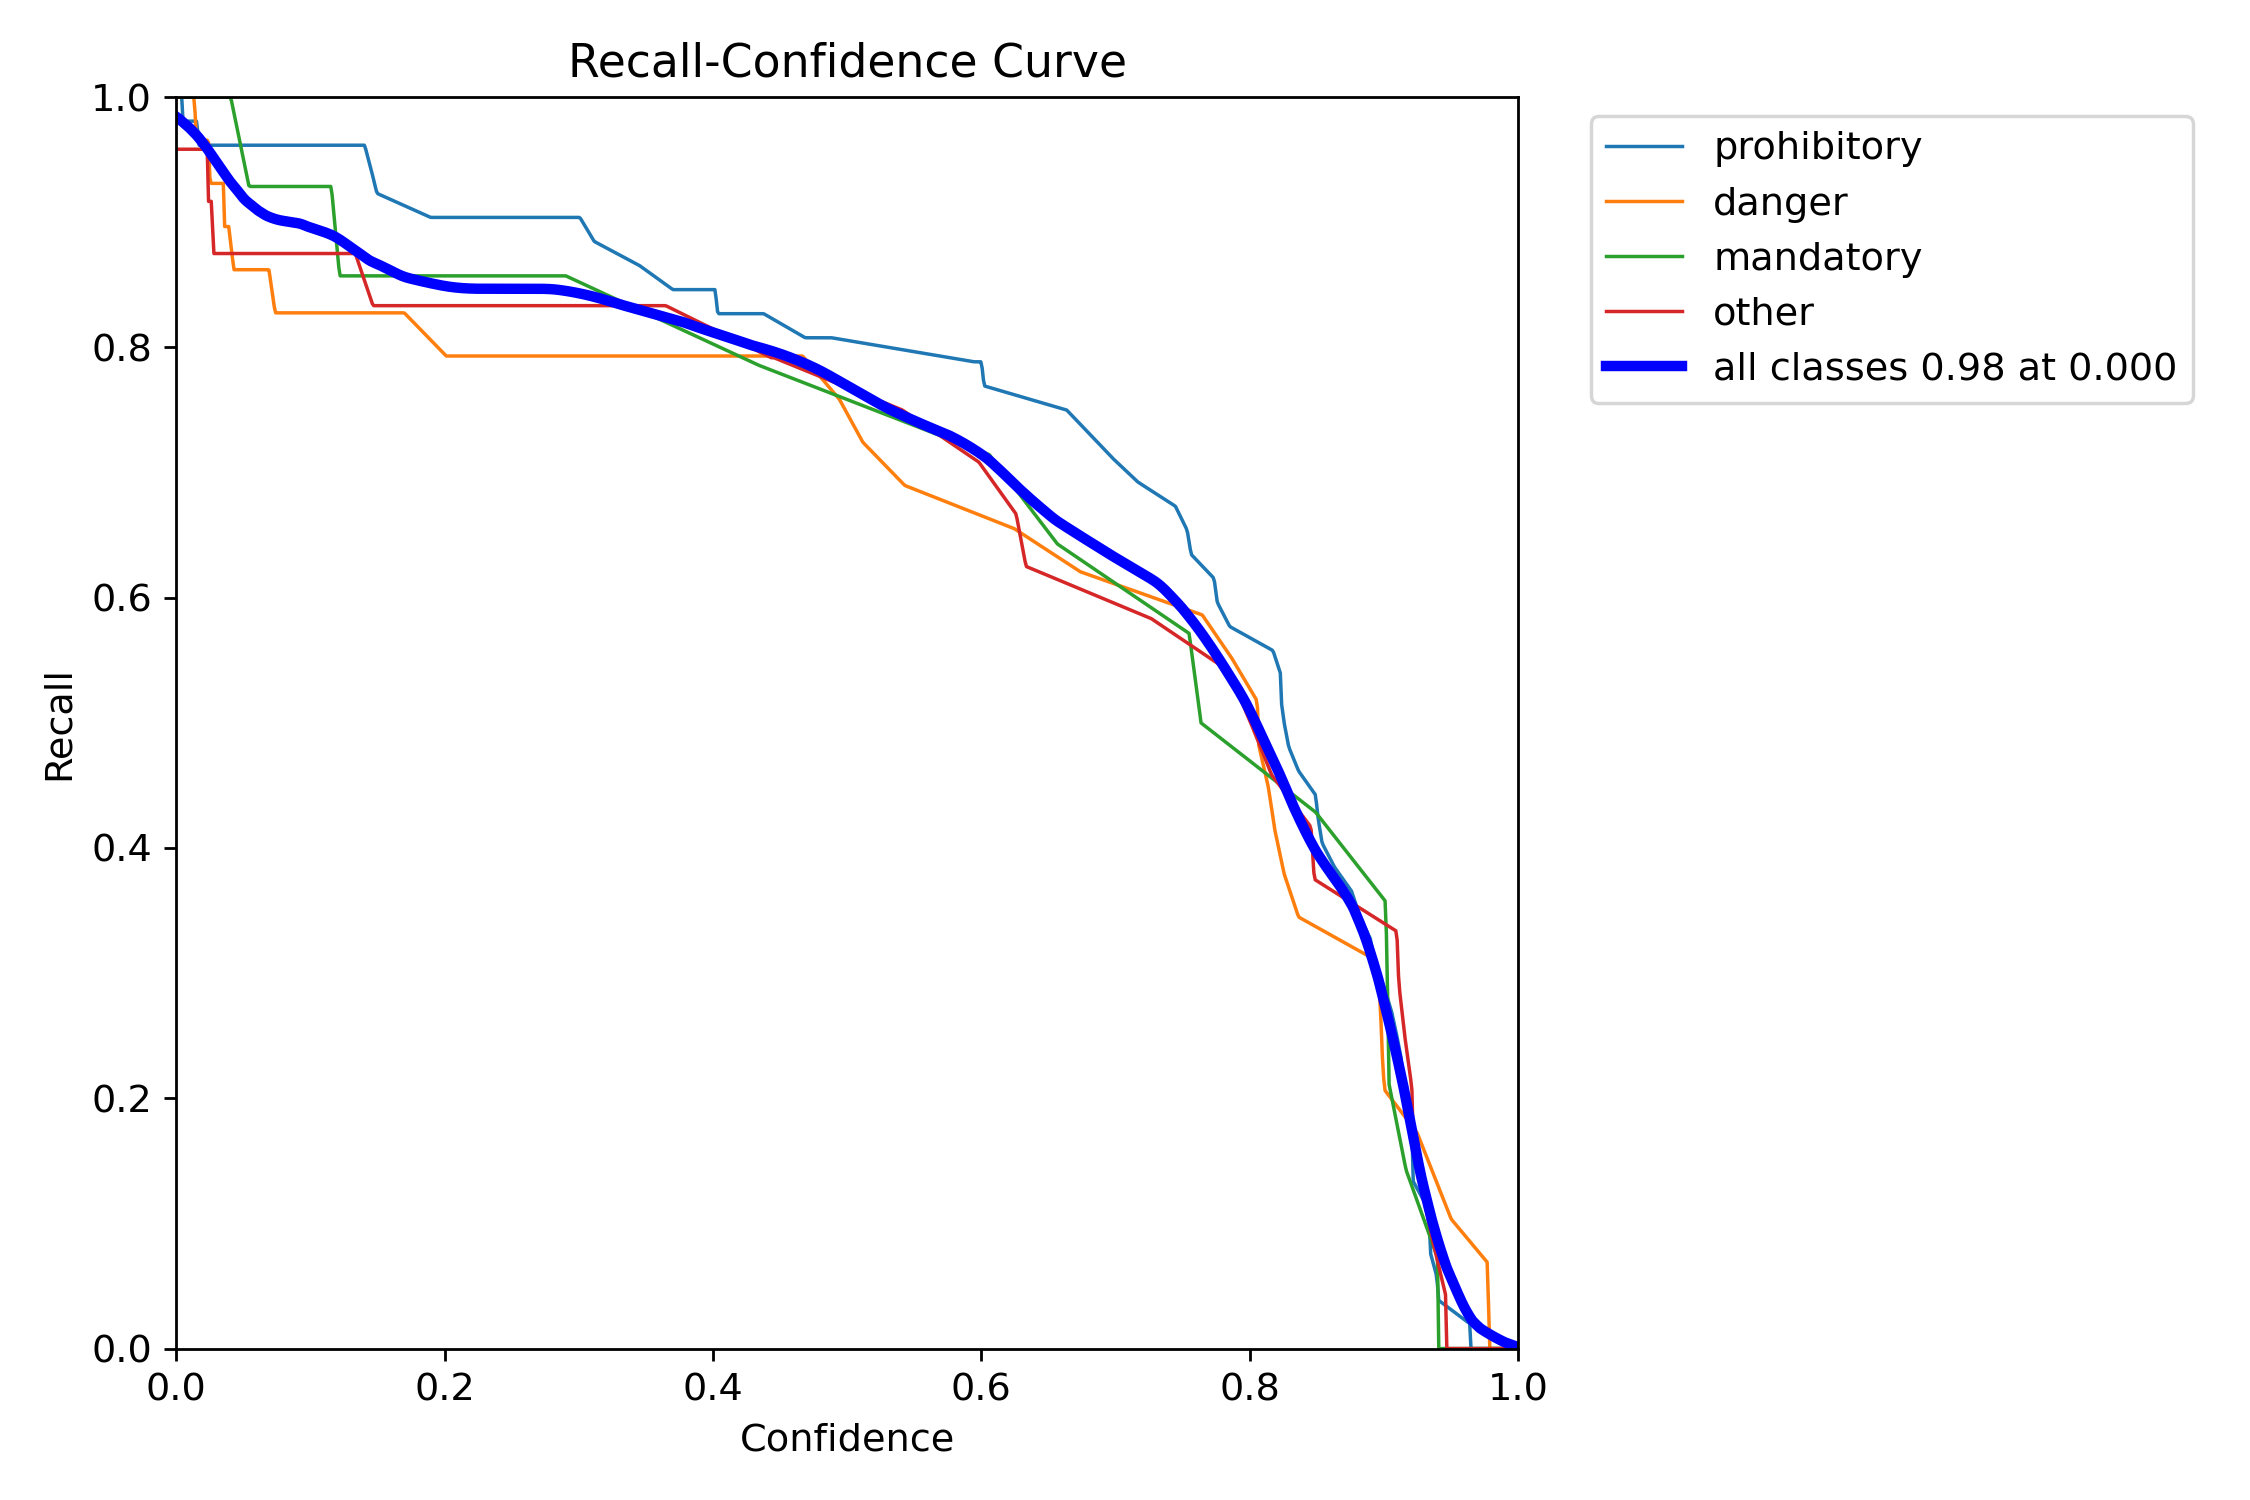 Recall-Confidence Curve
1.0
0.8
0.6
0.4
0.2
0.0
Recall
0.0 0.2 0.4 0.6 0.8 1.0
Confidence
prohibitory
danger
mandatory
other
all classes 0.98 at 0.000